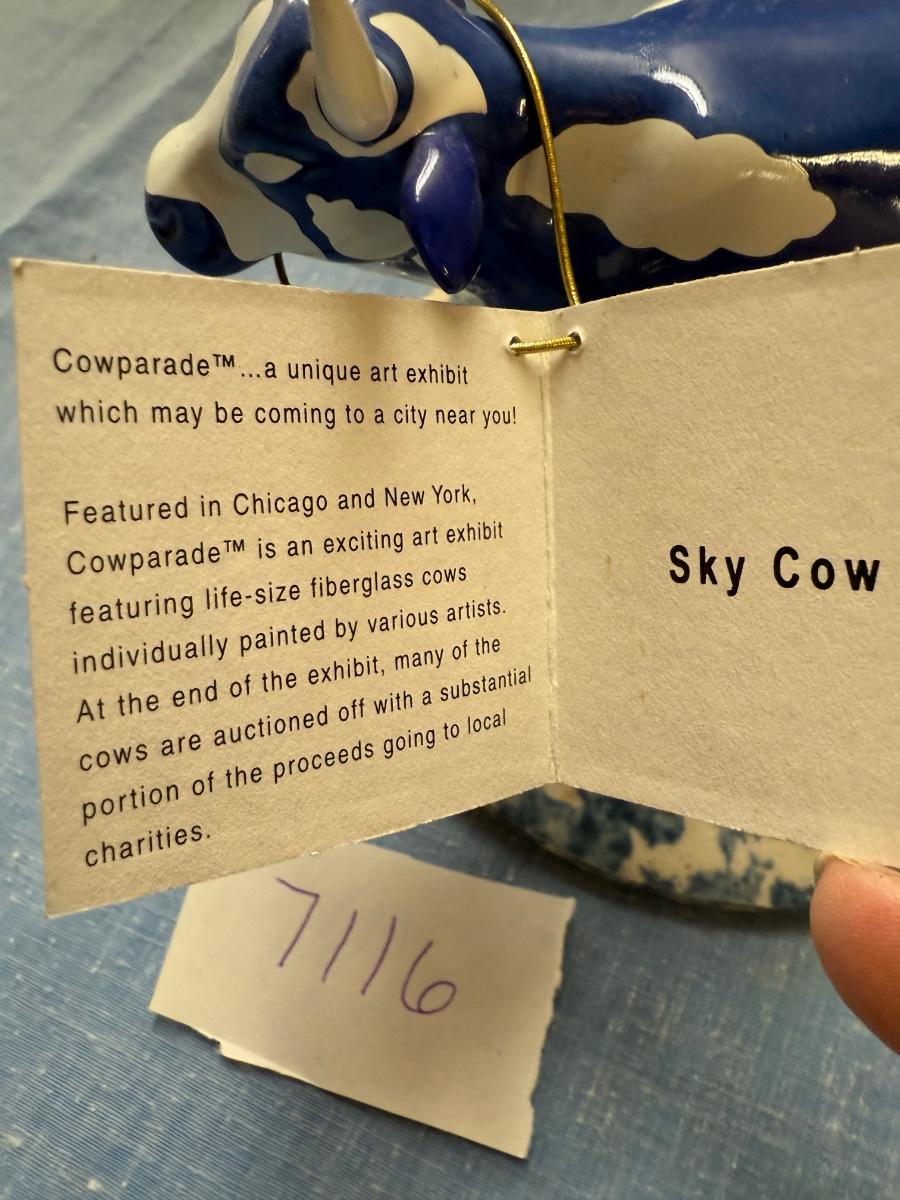 Cowparade™...a unique art exhibit
which may be coming to a city near you!
Featured in Chicago and New York,
Cowparade™ is an exciting art exhibit
featuring life-size fiberglass cows
individually painted by various artists.
At the end of the exhibit, many of the
cows are auctioned off with a substantial
portion of the proceeds going to local
charities.
Sky Cow
7116